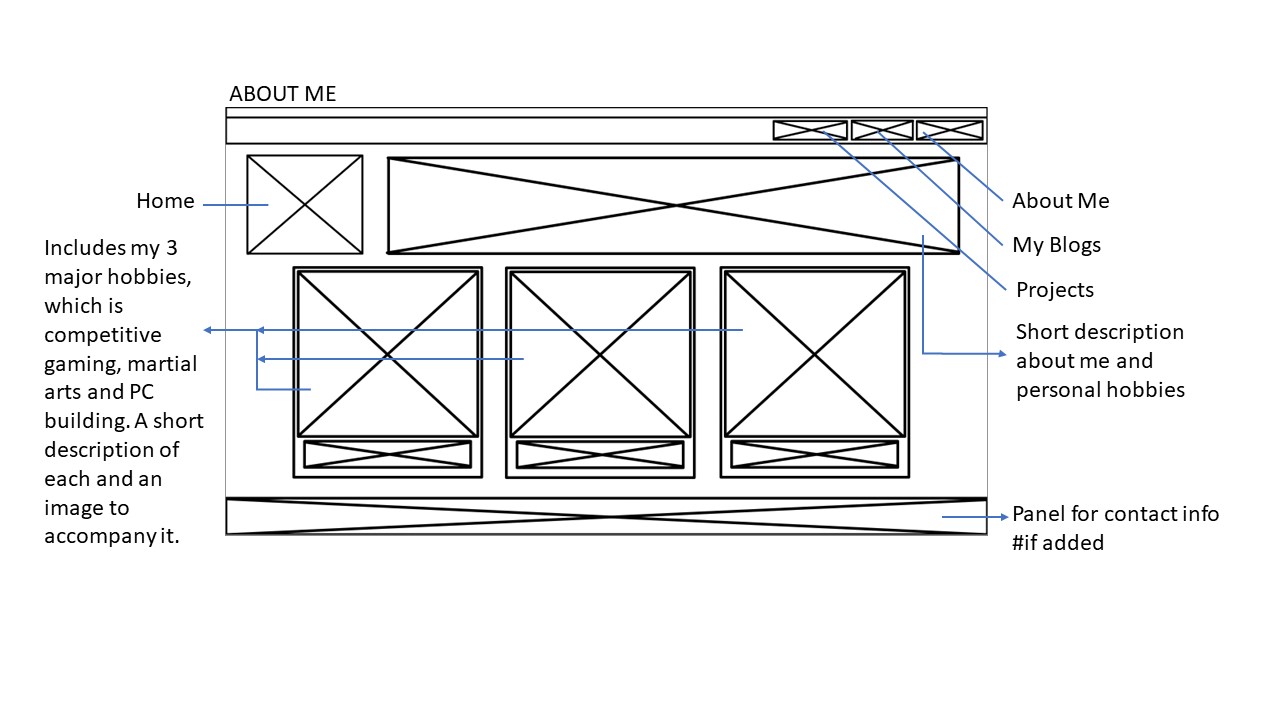 ABOUT ME
Home
Includes my 3
major hobbies,
which is
competitive
gaming, martial
arts and PC
building. A short
description of
each and an
image to
accompany it.
About Me
My Blogs
Projects
Short description
about me and
personal hobbies
Panel for contact info
#if added